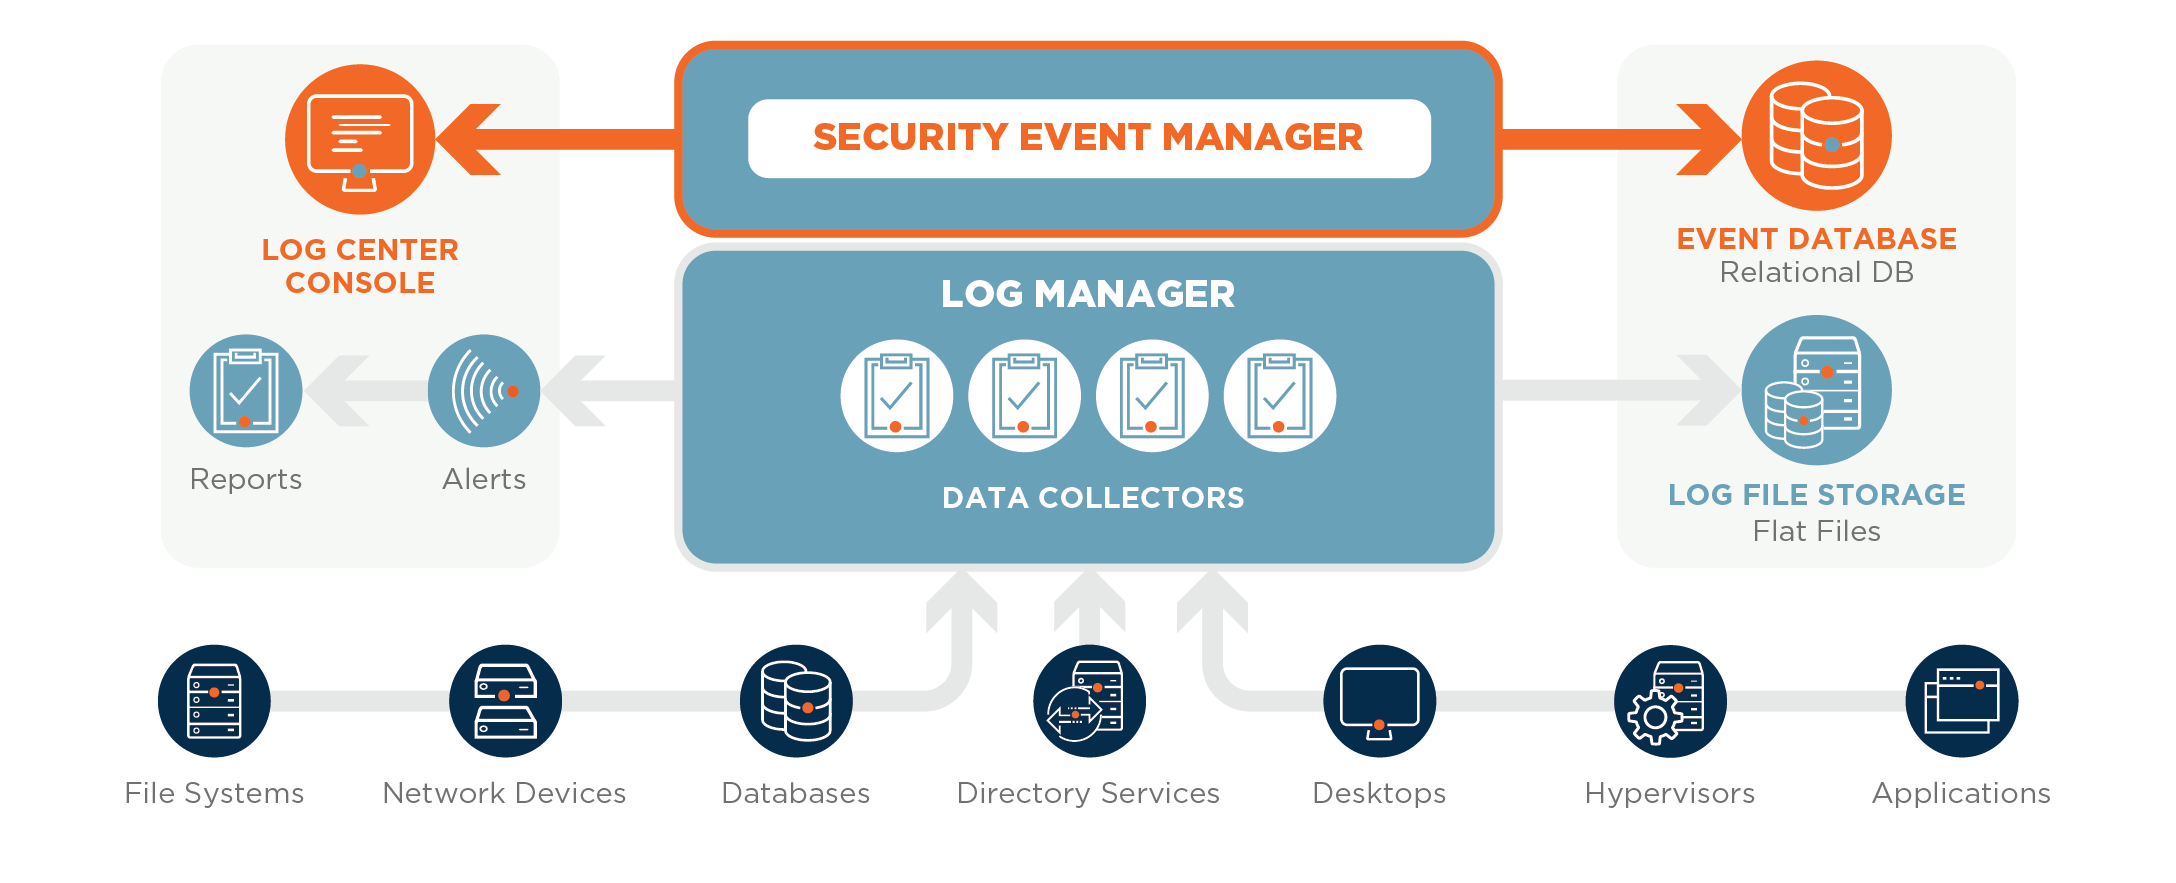 SECURITY EVENT MANAGER
LOG CENTER
CONSOLE
EVENT DATABASE
Relational DB
LOG MANAGER
Reports
Alerts
DATA COLLECTORS
LOG FILE STORAGE
Flat Files
File Systems
Network Devices
Databases
Directory Services
Desktops
Hypervisors
Applications